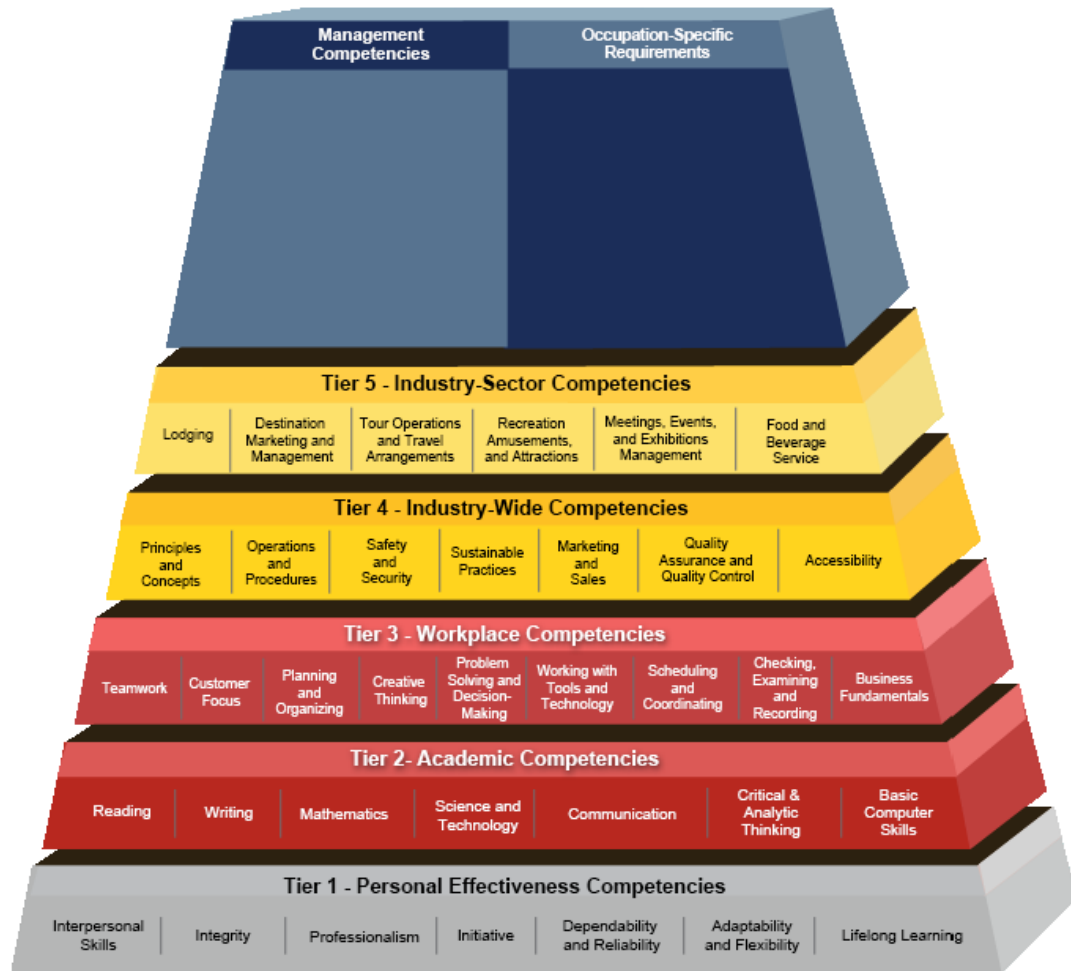 Management
Competencies
Occupation-Specific
Requirements
Tier 5 - Industry-Sector Competencies
Lodging
Destination
Marketing and
Management
Tour Operations
and Travel
Arrangements
Recreation
Amusements,
and Attractions
Meetings, Events,
and Exhibitions
Management
Food and
Beverage
Service
Tier 4 - Industry-Wide Competencies
Principles
and
Concepts
Operations
and
Procedures
Safety
and
Security
Sustainable
Practices
Marketing
and
Sales
Quality
Assurance and
Quality Control
Accessibility
Tier 3 - Workplace Competencies
Teamwork
Customer
Focus
Planning
and
Organizing
Creative
Thinking
Problem
Solving and
Decision-
Making
Working with
Tools and
Technology
Scheduling
and
Coordinating
Checking,
Examining
and
Recording
Business
Fundamentals
Tier 2- Academic Competencies
Reading
Writing
Mathematics
Science and
Technology
Communication
Critical &
Analytic
Thinking
Basic
Computer
Skills
Tier 1 - Personal Effectiveness Competencies
Interpersonal
Skills
Integrity
Professionalism
Initiative
Dependability
and Reliability
Adaptability
and Flexibility
Lifelong Learning